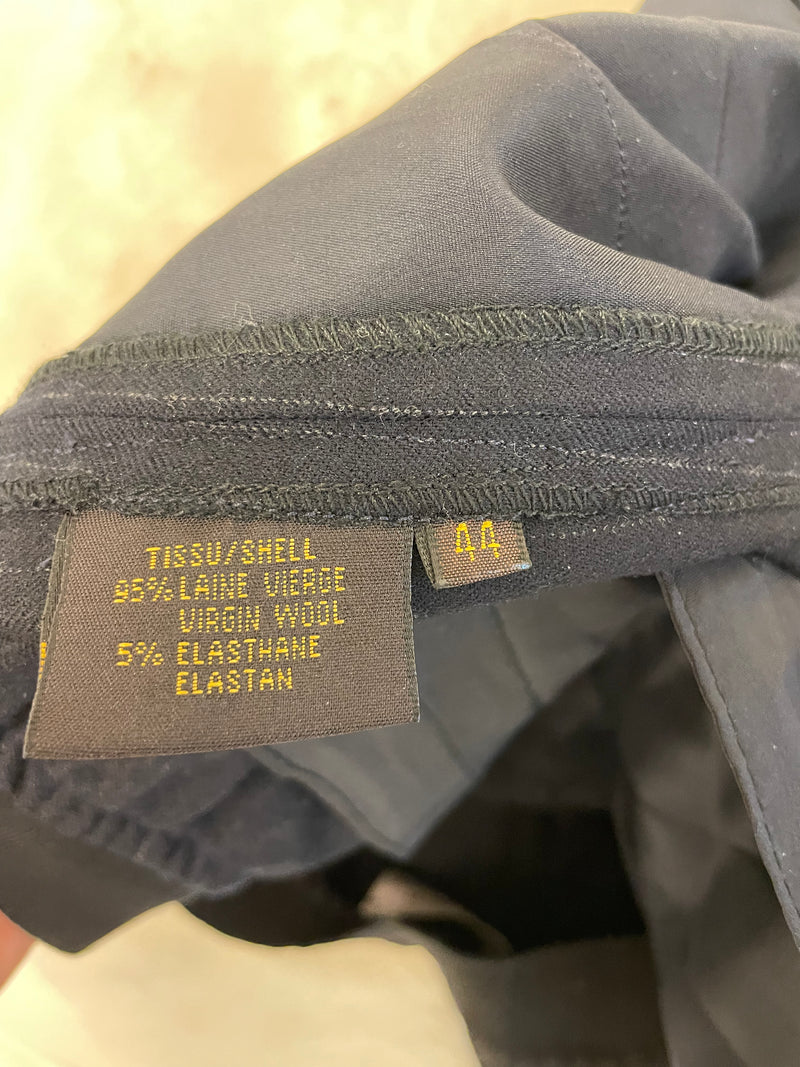 TISSU/SHELL
95% LAINE VIERGE
VIRGIN WOOL
5% ELASTHANE
ELASTAN
44